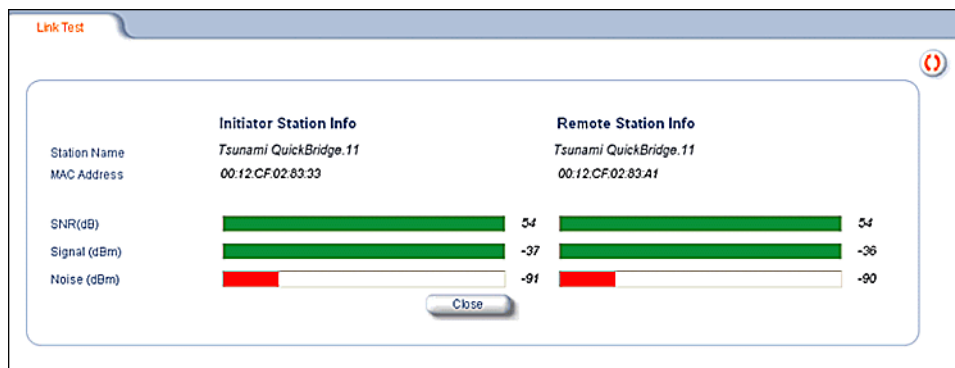 Link Test
Initiator Station Info Remote Station Info
Station Name Tsunami QuickBridge.11 Tsunami QuickBridge.11
MAC Address 00:12:CF:02:83:33 00:12:CF:02:83:A1
SNR(dB) 54 54
Signal (dBm) -37 -36
Noise (dBm) -91 -90
Close